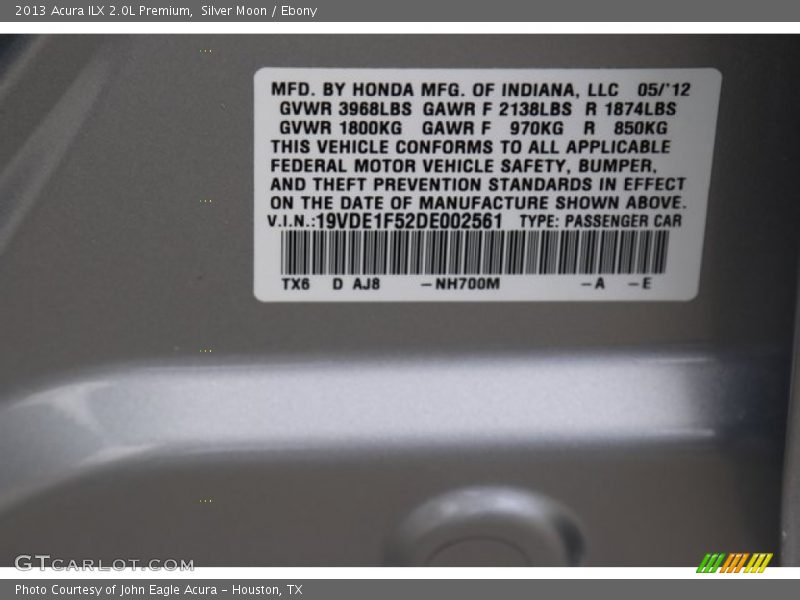 2013 Acura ILX 2.0L Premium, Silver Moon / Ebony
MFD. BY HONDA MFG. OF INDIANA, LLC 05/'12
GVWR 3968LBS GAWR F 2138LBS R 1874LBS
GVWR 1800KG GAWR F 970KG R 850KG
THIS VEHICLE CONFORMS TO ALL APPLICABLE
FEDERAL MOTOR VEHICLE SAFETY, BUMPER,
AND THEFT PREVENTION STANDARDS IN EFFECT
ON THE DATE OF MANUFACTURE SHOWN ABOVE.
V.I.N.:19VDE1F52DE002561 TYPE: PASSENGER CAR
TX6 D AJ8 –NH700M –A –E
GTCARLOT.COM
Photo Courtesy of John Eagle Acura – Houston, TX